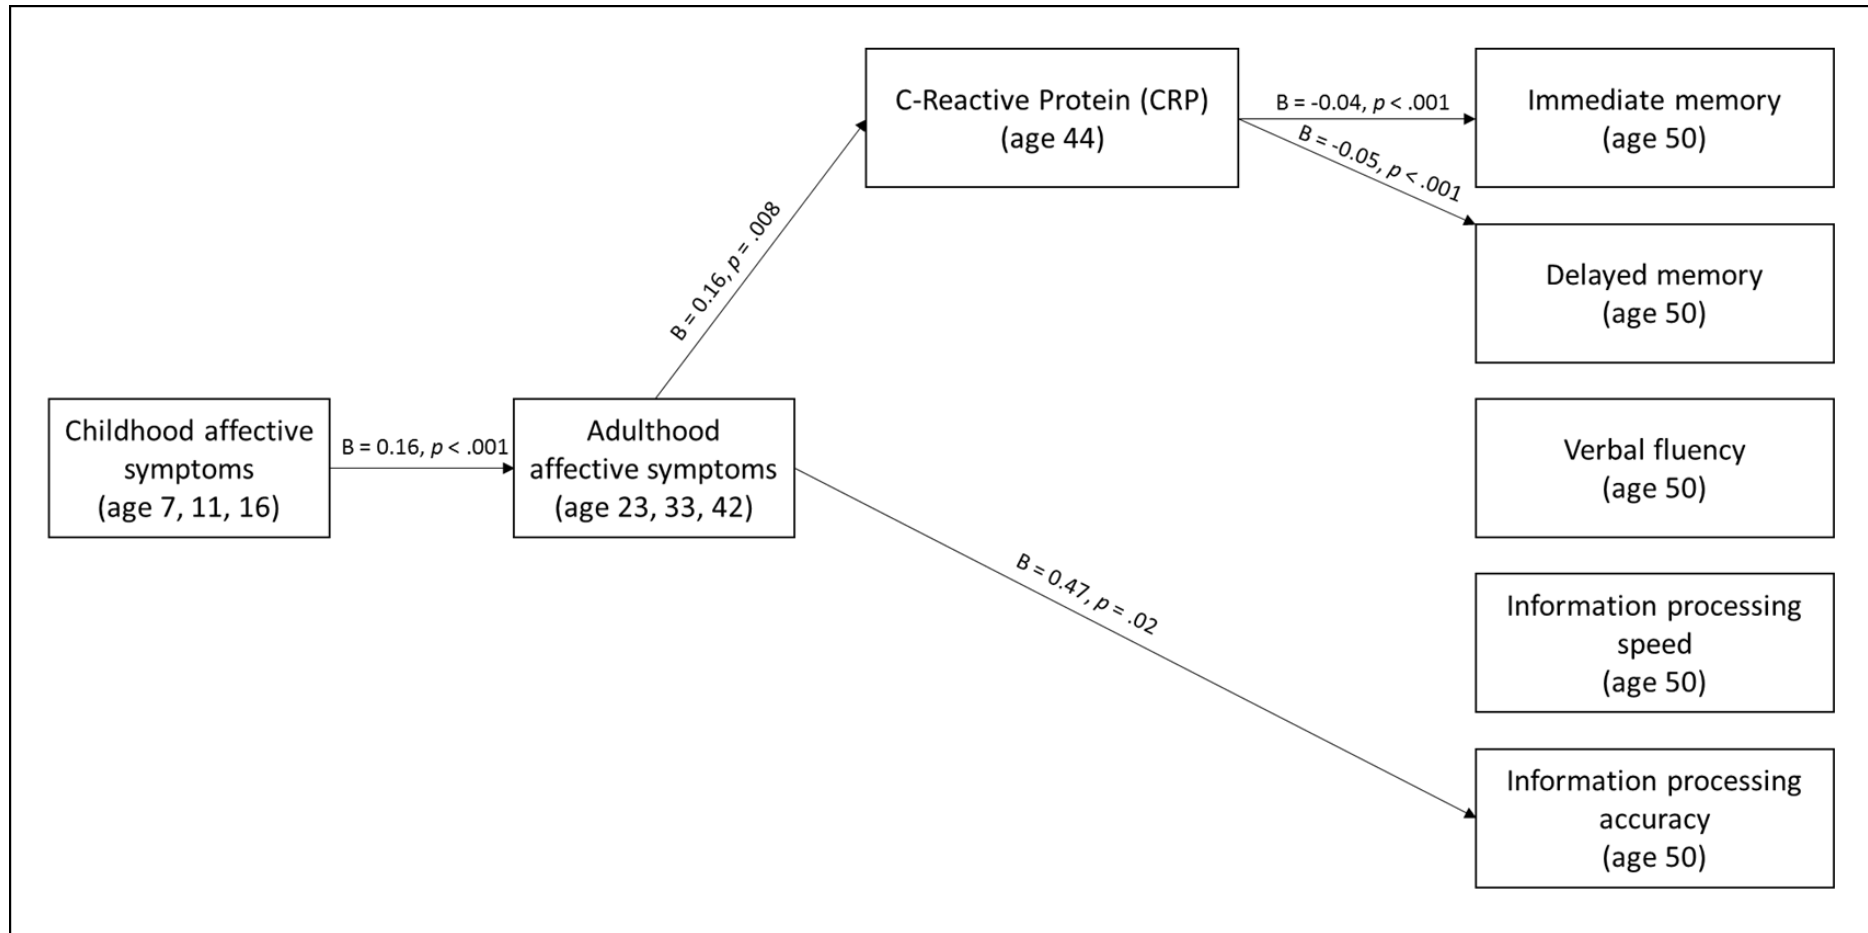 C-Reactive Protein (CRP)
(age 44)
B = -0.04, p < .001
Immediate memory
(age 50)
B = -0.05, p < .001
Delayed memory
(age 50)
B = 0.16, p = .008
Childhood affective
symptoms
(age 7, 11, 16)
B = 0.16, p < .001
Adulthood
affective symptoms
(age 23, 33, 42)
Verbal fluency
(age 50)
B = 0.47, p = .02
Information processing
speed
(age 50)
Information processing
accuracy
(age 50)